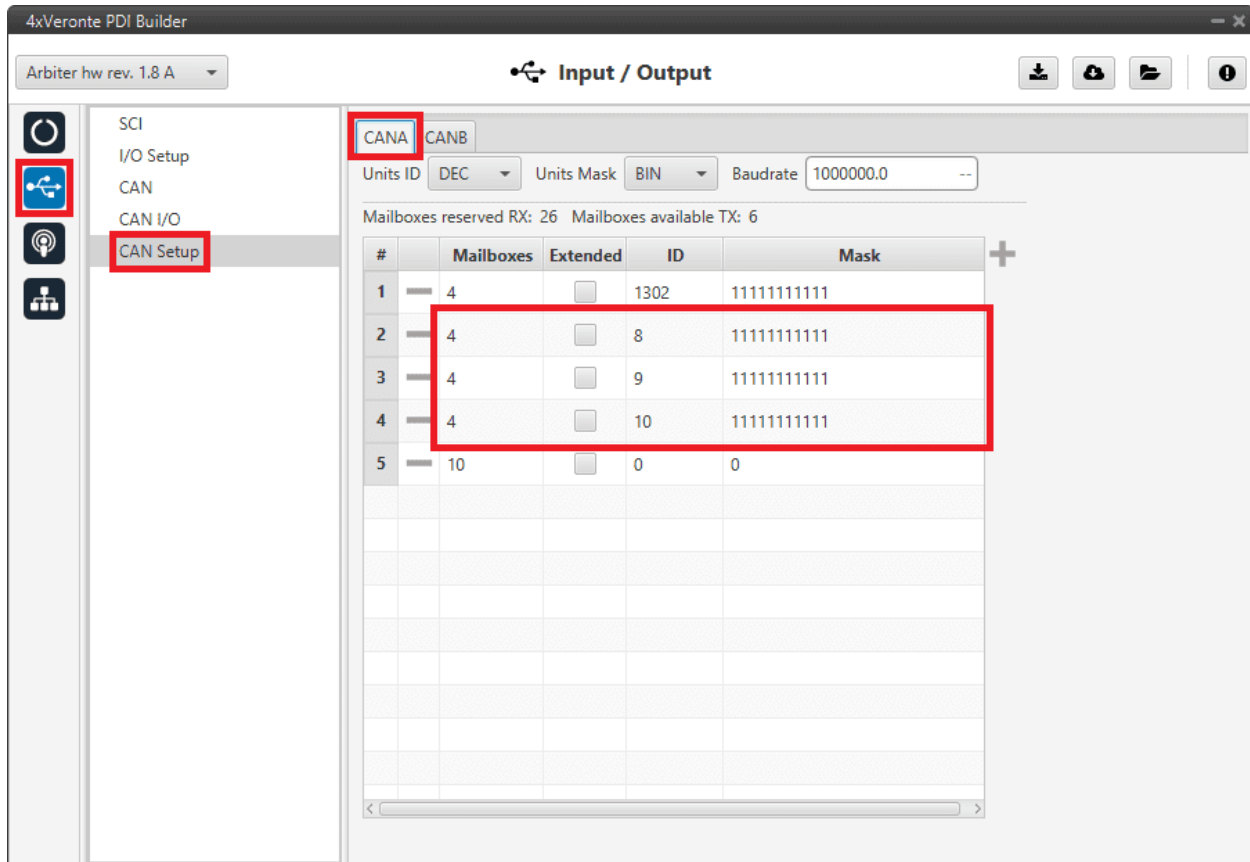 4xVeronte PDI Builder
Arbiter hw rev. 1.8 A
Input / Output
SCI
I/O Setup
CAN
CAN I/O
CAN Setup
CANA CANB
Units ID DEC Units Mask BIN Baudrate 1000000.0 --
Mailboxes reserved RX: 26 Mailboxes available TX: 6
# Mailboxes Extended ID Mask
1 4 1302 11111111111
2 4 8 11111111111
3 4 9 11111111111
4 4 10 11111111111
5 10 0 0